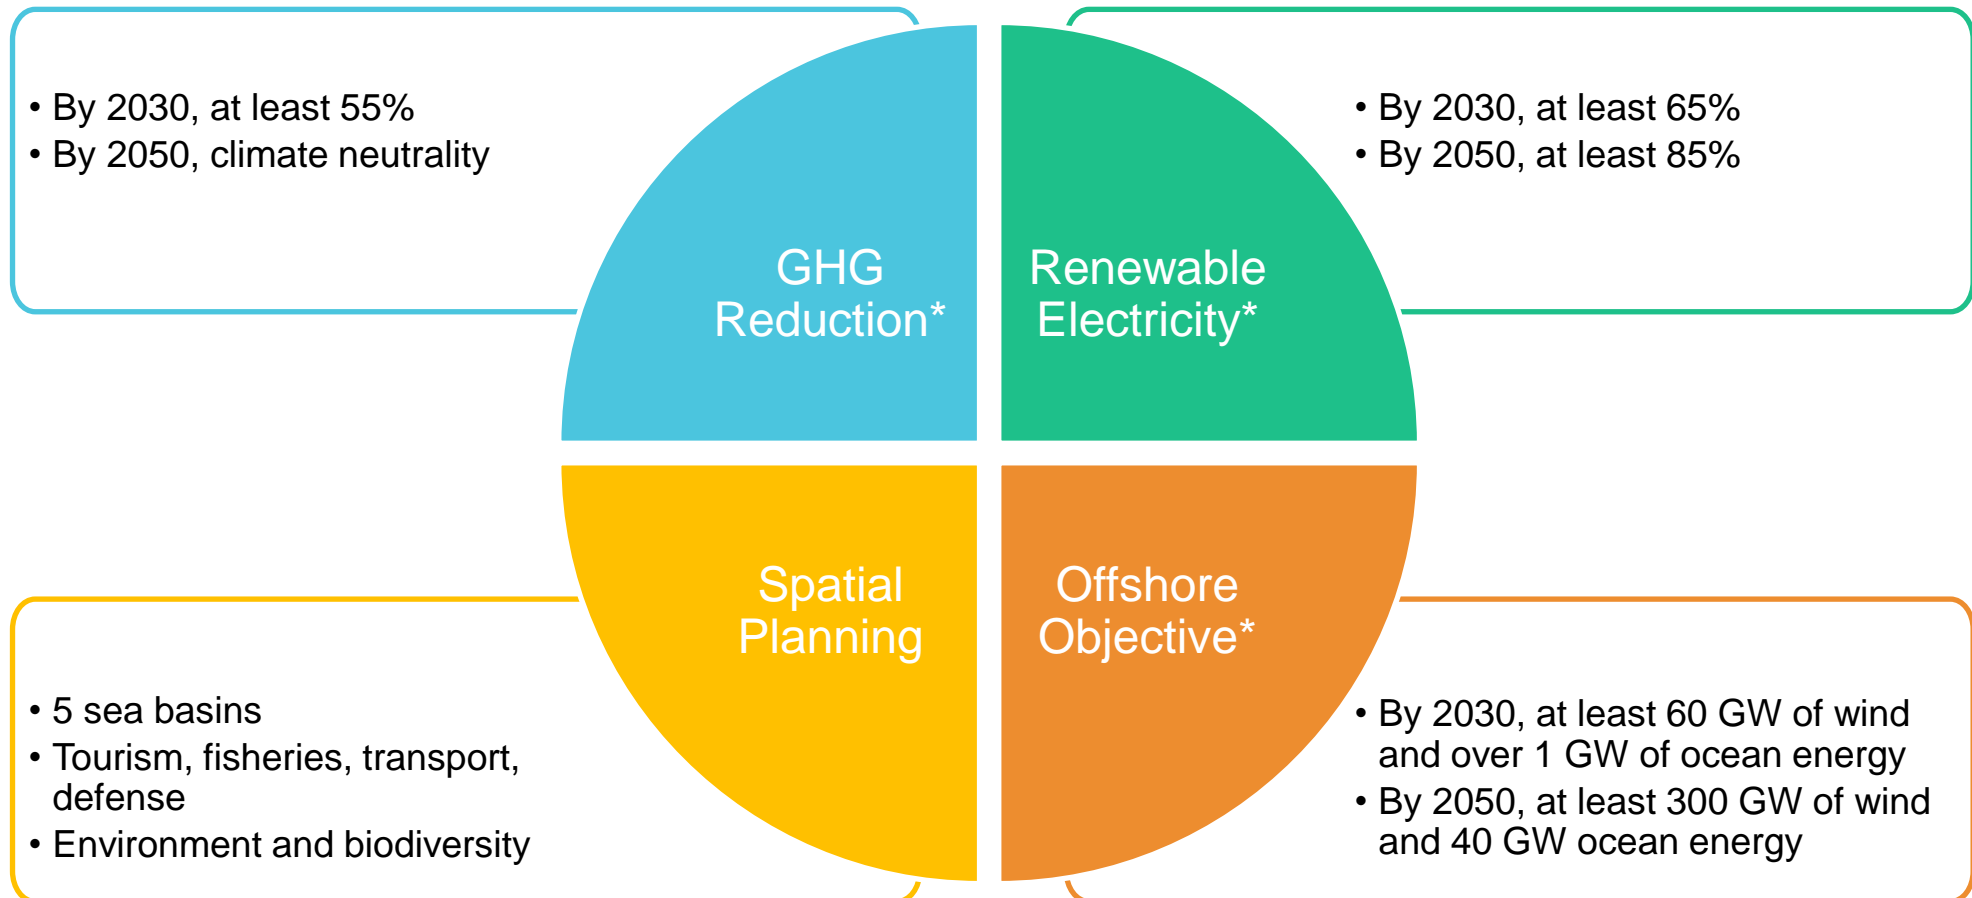 • By 2030, at least 55%
• By 2050, climate neutrality
GHG
Reduction*
Renewable
Electricity*
• By 2030, at least 65%
• By 2050, at least 85%
• 5 sea basins
• Tourism, fisheries, transport,
defense
• Environment and biodiversity
Spatial
Planning
Offshore
Objective*
• By 2030, at least 60 GW of wind
and over 1 GW of ocean energy
• By 2050, at least 300 GW of wind
and 40 GW ocean energy